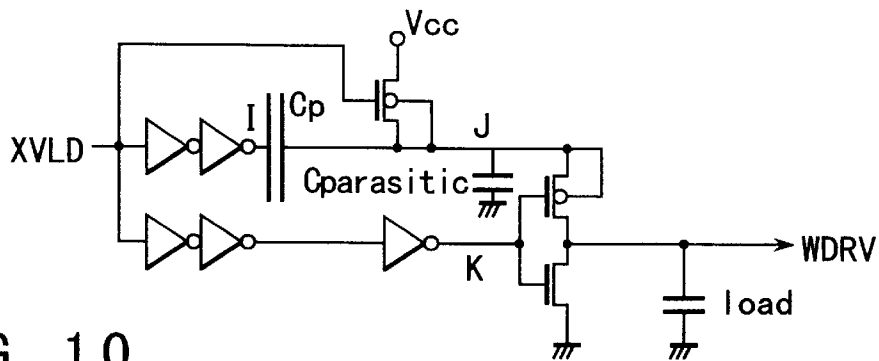 Vcc
I
Cp
J
XVLD
Cparasitic
WDRV
K
load
G. 10